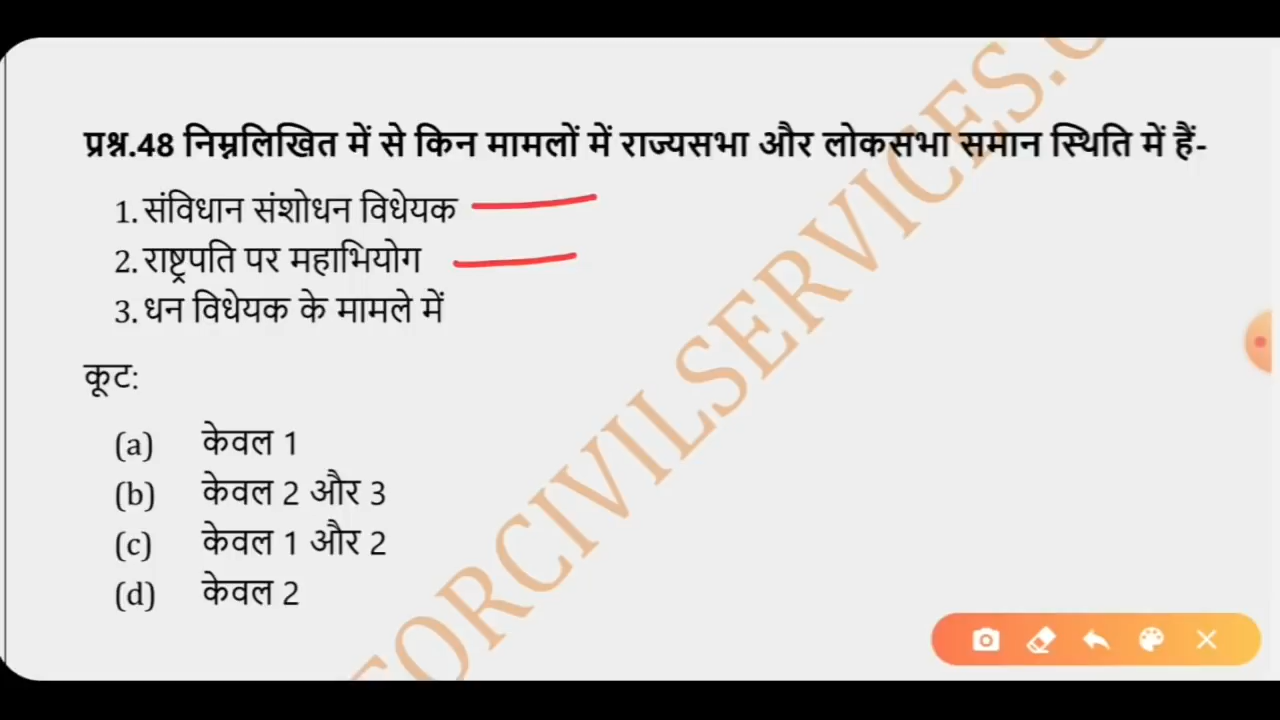 प्रश्न.48 निम्नलिखित में से किन मामलों में राज्यसभा और लोकसभा समान स्थिति में हैं-
1. संविधान संशोधन विधेयक
2. राष्ट्रपति पर महाभियोग
3. धन विधेयक के मामले में
कूट:
(a) केवल 1
(b) केवल 2 और 3
(c) केवल 1 और 2
(d) केवल 2
FORCIVILSERVICES.C